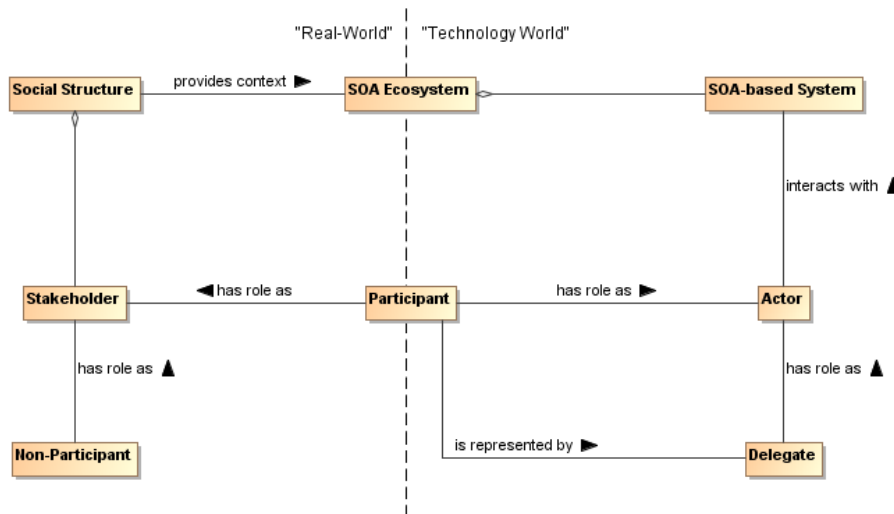 "Real-World"
"Technology World"
Social Structure
provides context
SOA Ecosystem
SOA-based System
interacts with
Stakeholder
has role as
Participant
has role as
Actor
has role as
has role as
Non-Participant
is represented by
Delegate